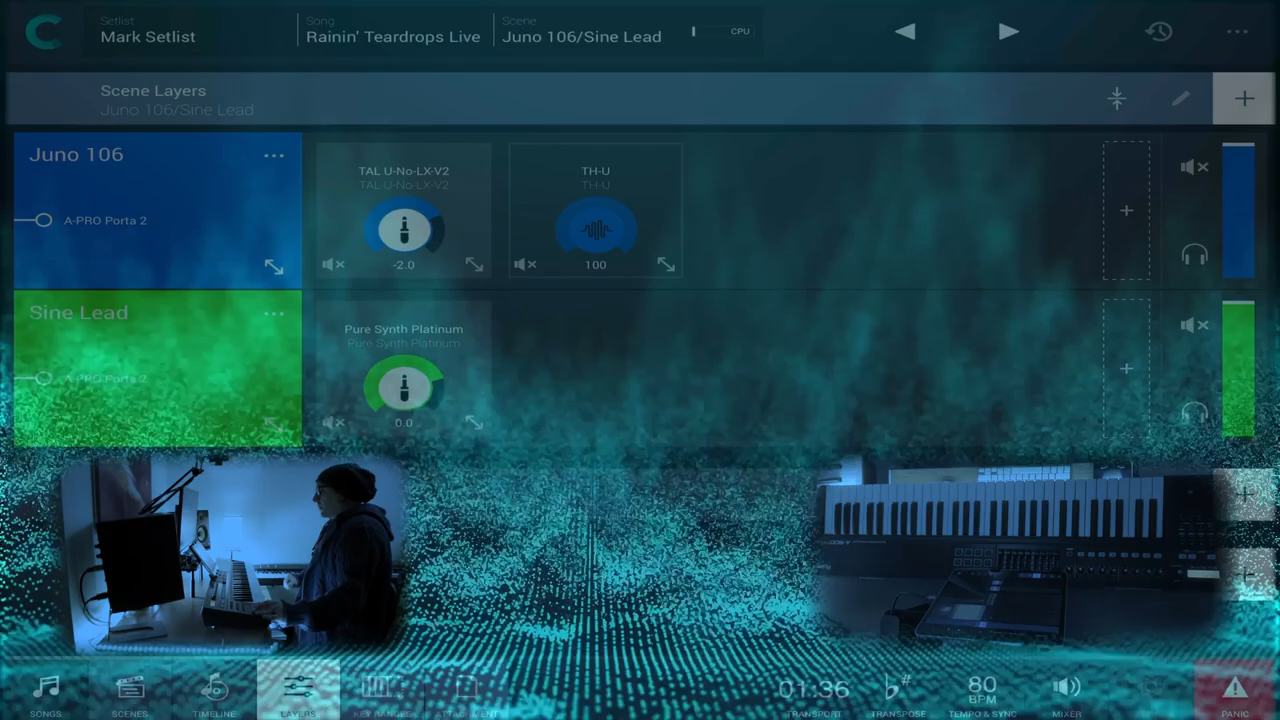 Setlist
Mark Setlist
Song
Rainin' Teardrops Live
Scene
Juno 106/Sine Lead
CPU
Scene Layers
Juno 106/Sine Lead
Juno 106
A-PRO Porta 2
TAL U-No-LX-V2
TAL U-No-LX-V2
-2.0
TH-U
TH-U
100
Sine Lead
A-PRO Porta 2
Pure Synth Platinum
Pure Synth Platinum
0.0
SONGS
SCENES
TIMELINE
LAYERS
KEY RANGES
ATTACHMENT
01:36
TRANSPORT
TRANSPOSE
80
BPM
TEMPO & SYNC
MIXER
PANIC